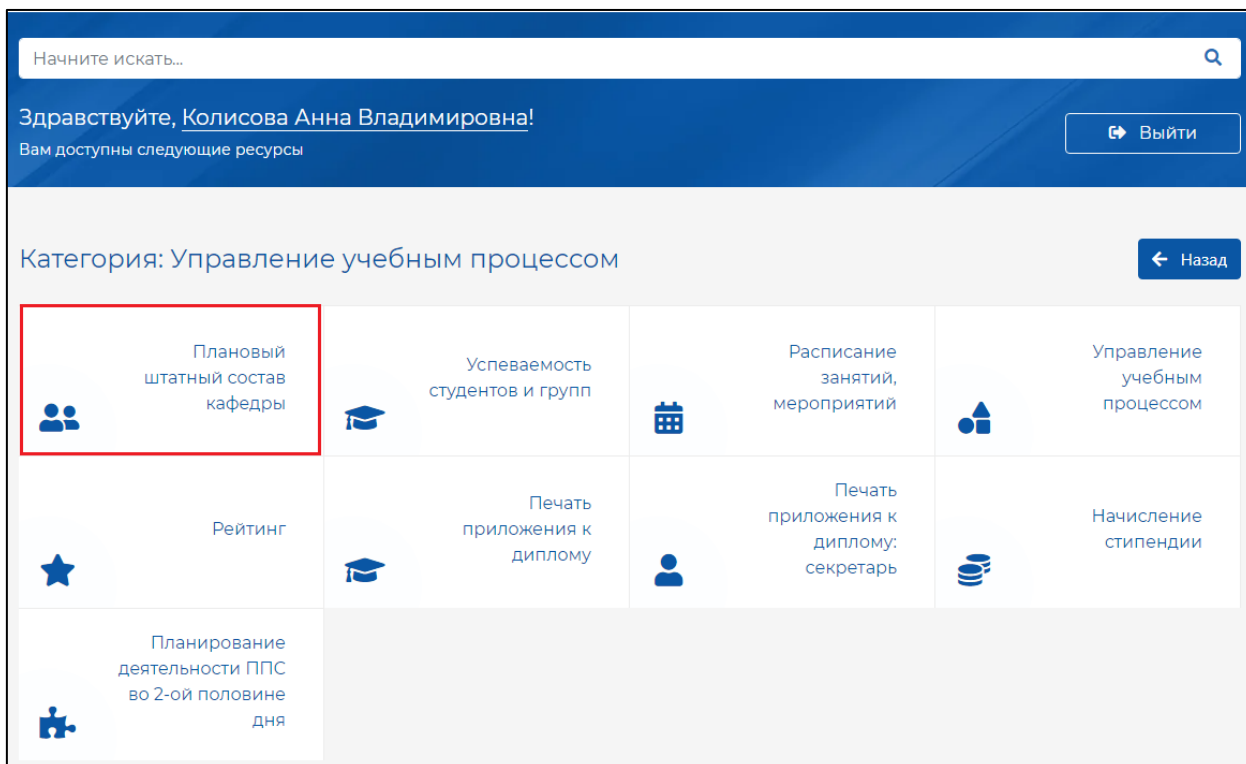 Начните искать...
Здравствуйте, Колисова Анна Владимировна!
Вам доступны следующие ресурсы
Выйти
Категория: Управление учебным процессом
Назад
Плановый
штатный состав
кафедры
Успеваемость
студентов и групп
Расписание
занятий,
мероприятий
Управление
учебным
процессом
Рейтинг
Печать
приложения к
диплому
Печать
приложения к
диплому:
секретарь
Начисление
стипендии
Планирование
деятельности ППС
во 2-ой половине
дня